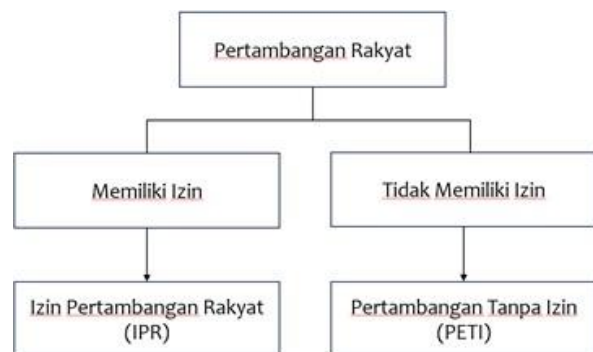 Pertambangan Rakyat
Memiliki Izin
Tidak Memiliki Izin
Izin Pertambangan Rakyat
(IPR)
Pertambangan Tanpa Izin
(PETI)